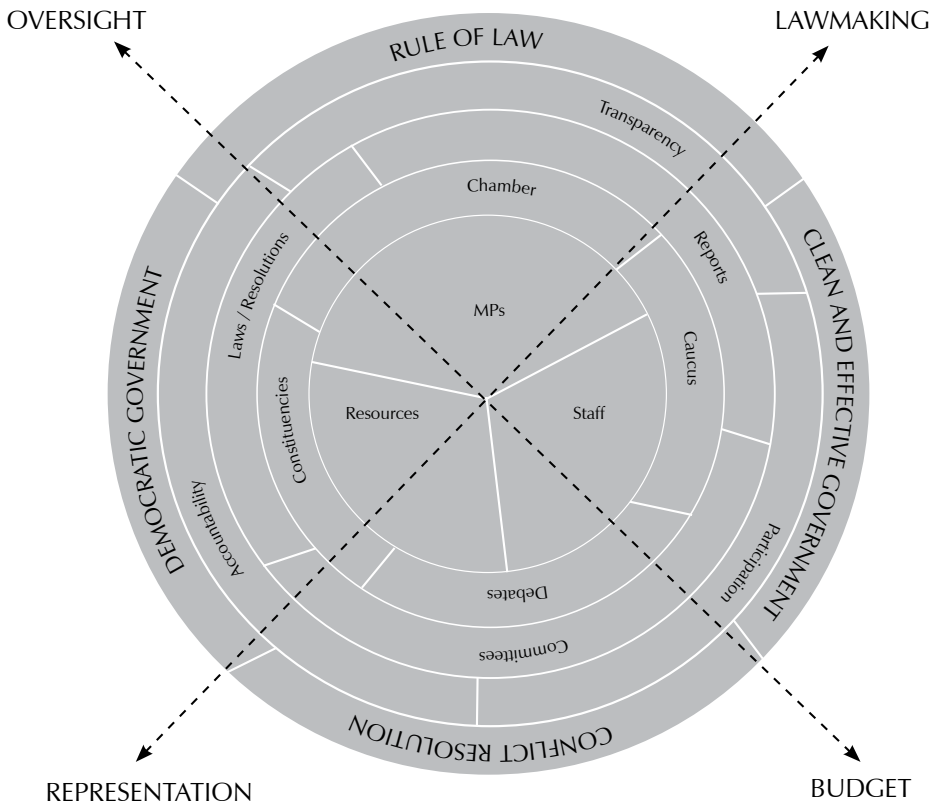 OVERSIGHT
LAWMAKING
RULE OF LAW
Transparency
Chamber
Reports
Laws / Resolutions
CLEAN AND EFFECTIVE GOVERNMENT
DEMOCRATIC GOVERNMENT
MPs
Caucus
Constituencies
Resources
Staff
Accountability
Participation
Debates
Committees
CONFLICT RESOLUTION
REPRESENTATION
BUDGET